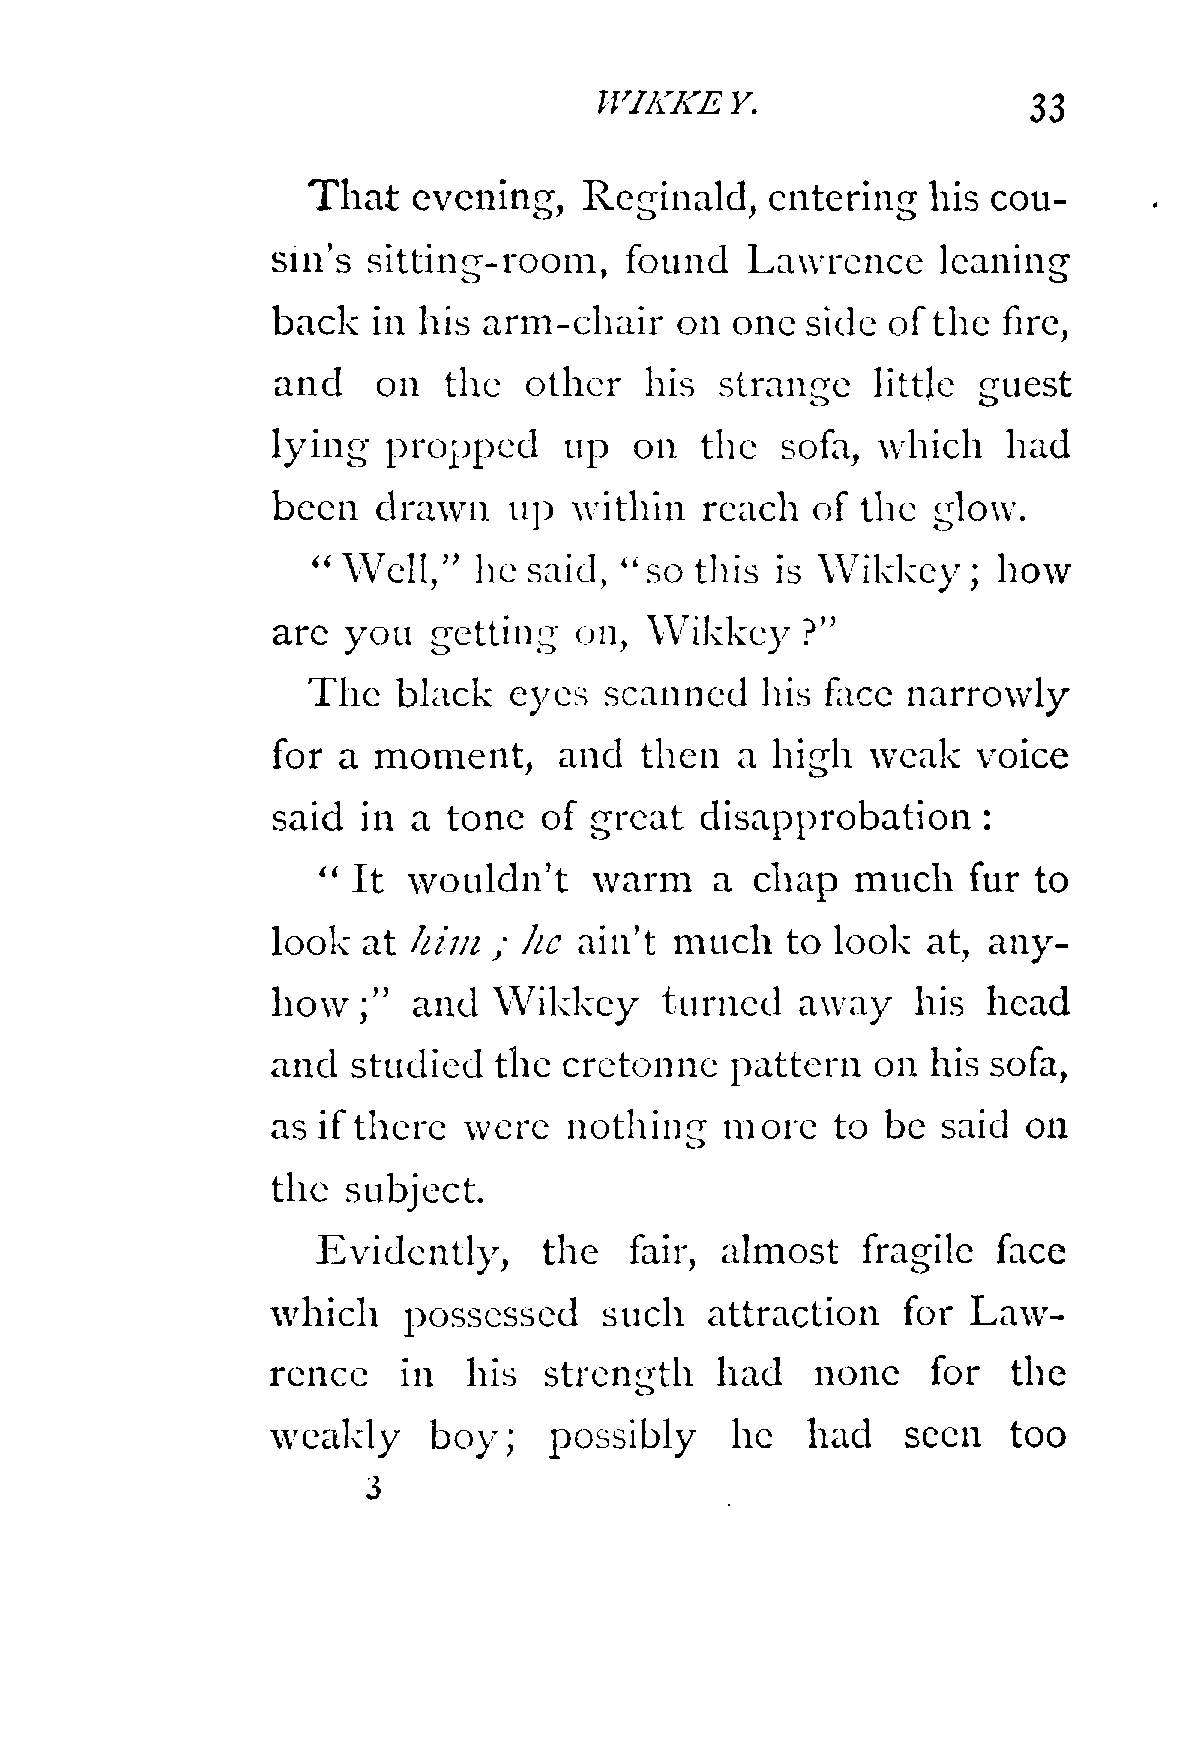 WIKKEY. 33
That evening, Reginald, entering his cou-
sin's sitting-room, found Lawrence leaning
back in his arm-chair on one side of the fire,
and on the other his strange little guest
lying propped up on the sofa, which had
been drawn up within reach of the glow.
“Well,” he said, “so this is Wikkey; how
are you getting on, Wikkey?”
The black eyes scanned his face narrowly
for a moment, and then a high weak voice
said in a tone of great disapprobation:
“It wouldn't warm a chap much fur to
look at him; he ain't much to look at, any-
how;” and Wikkey turned away his head
and studied the cretonne pattern on his sofa,
as if there were nothing more to be said on
the subject.
Evidently, the fair, almost fragile face
which possessed such attraction for Law-
rence in his strength had none for the
weakly boy; possibly he had seen too
3